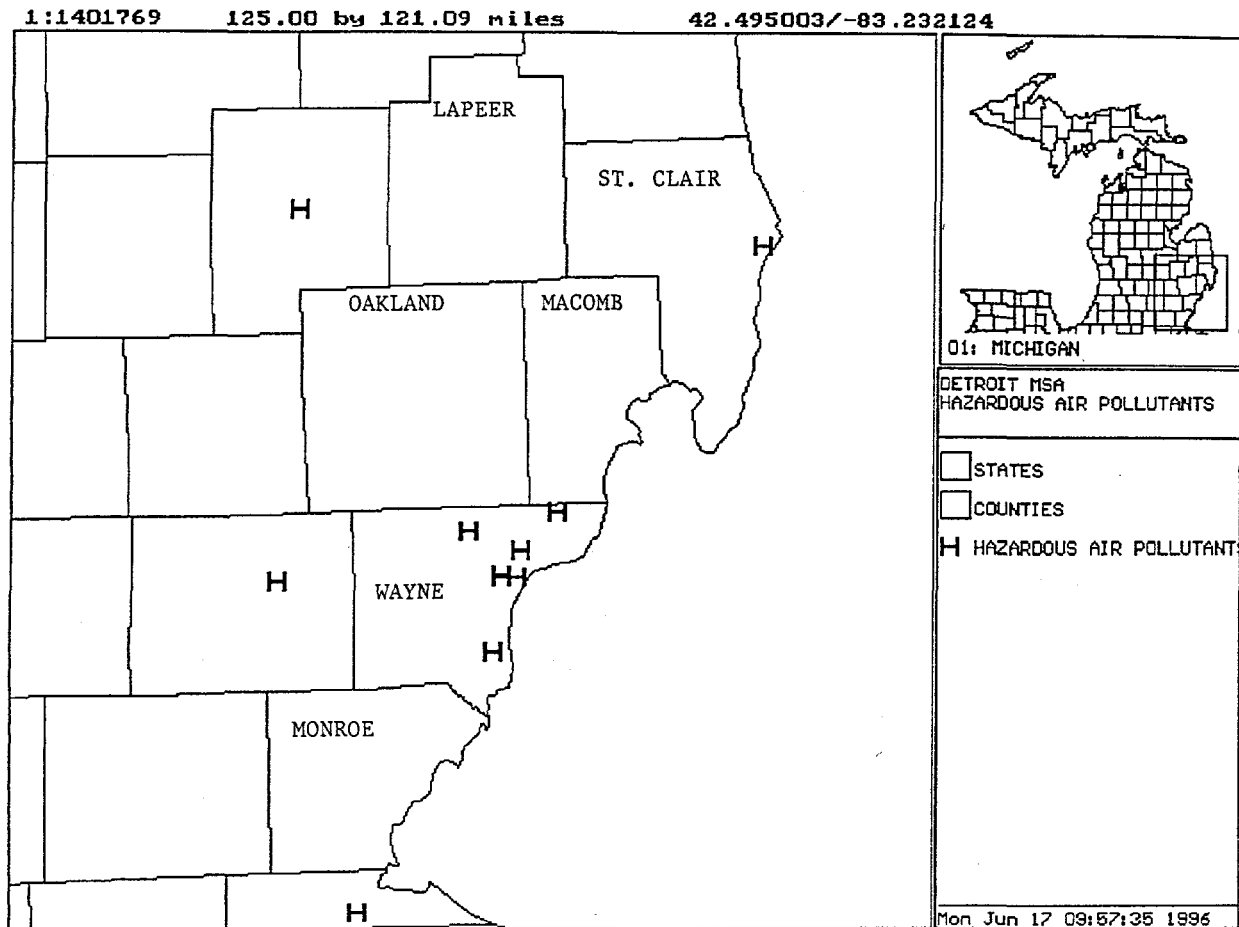 1:1401769 125.00 by 121.09 miles 42.495003/-83.232124
LAPEER
ST. CLAIR
H
H
OAKLAND
MACOMB
H
H
H
H H
H
WAYNE
H
MONROE
H
01: MICHIGAN
DETROIT MSA
HAZARDOUS AIR POLLUTANTS
STATES
COUNTIES
H HAZARDOUS AIR POLLUTANTS
Mon Jun 17 09:57:35 1996